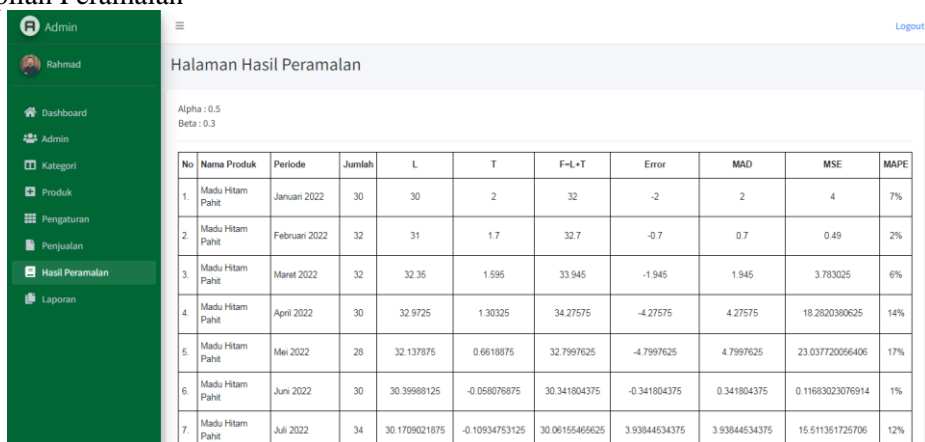 Admin
Logout
Rahmad
Halaman Hasil Peramalan
Dashboard
Admin
Kategori
Produk
Pengaturan
Penjualan
Hasil Peramalan
Laporan
Alpha : 0.5
Beta : 0.3
No Nama Produk Periode Jumlah L T F=L+T Error MAD MSE MAPE
1. Madu Hitam Pahit Januari 2022 30 30 2 32 -2 2 4 7%
2. Madu Hitam Pahit Februari 2022 32 31 1.7 32.7 -0.7 0.7 0.49 2%
3. Madu Hitam Pahit Maret 2022 32 32.35 1.595 33.945 -1.945 1.945 3.783025 6%
4. Madu Hitam Pahit April 2022 30 32.9725 1.30325 34.27575 -4.27575 4.27575 18.2820380625 14%
5. Madu Hitam Pahit Mei 2022 28 32.137875 0.6618875 32.7997625 -4.7997625 4.7997625 23.037720056406 17%
6. Madu Hitam Pahit Juni 2022 30 30.39988125 -0.058076875 30.341804375 -0.341804375 0.341804375 0.11683023076914 1%
7. Madu Hitam Pahit Juli 2022 34 30.1709021875 -0.10934753125 30.06155465625 3.93844534375 3.93844534375 15.511351725706 12%